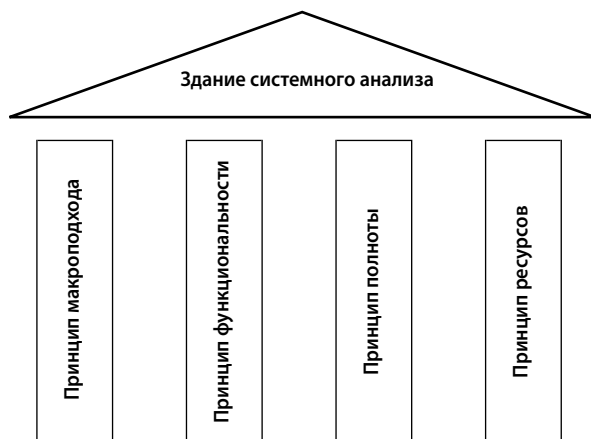 Здание системного анализа
Принцип макроподхода
Принцип функциональности
Принцип полноты
Принцип ресурсов